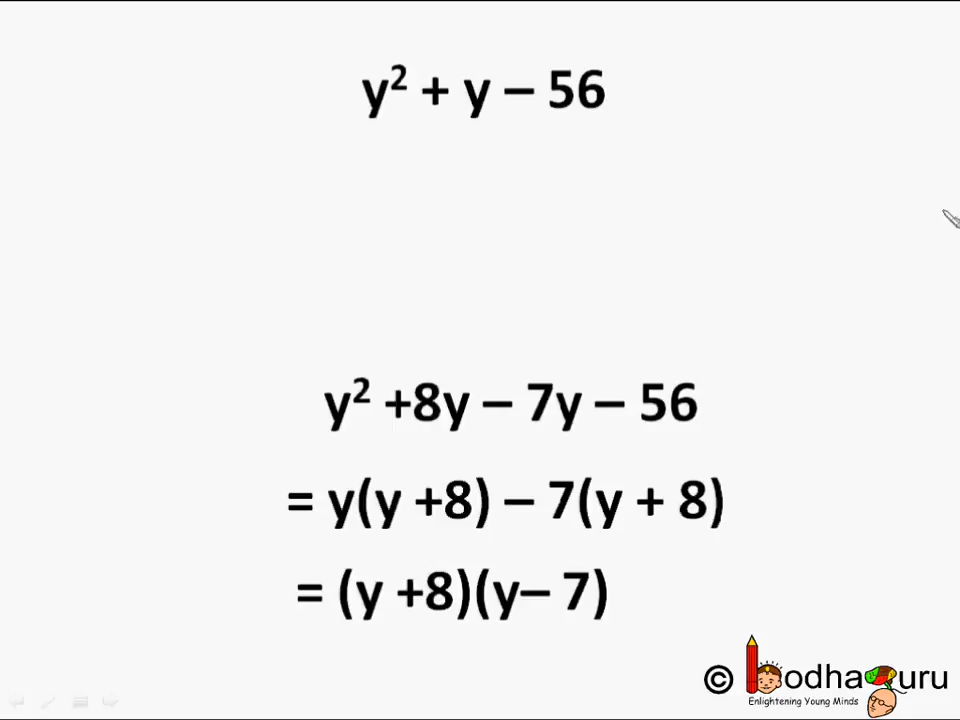 y² + y – 56
y² +8y – 7y – 56
= y(y +8) – 7(y + 8)
= (y +8)(y– 7)
© BodhaGuru
Enlightening Young Minds